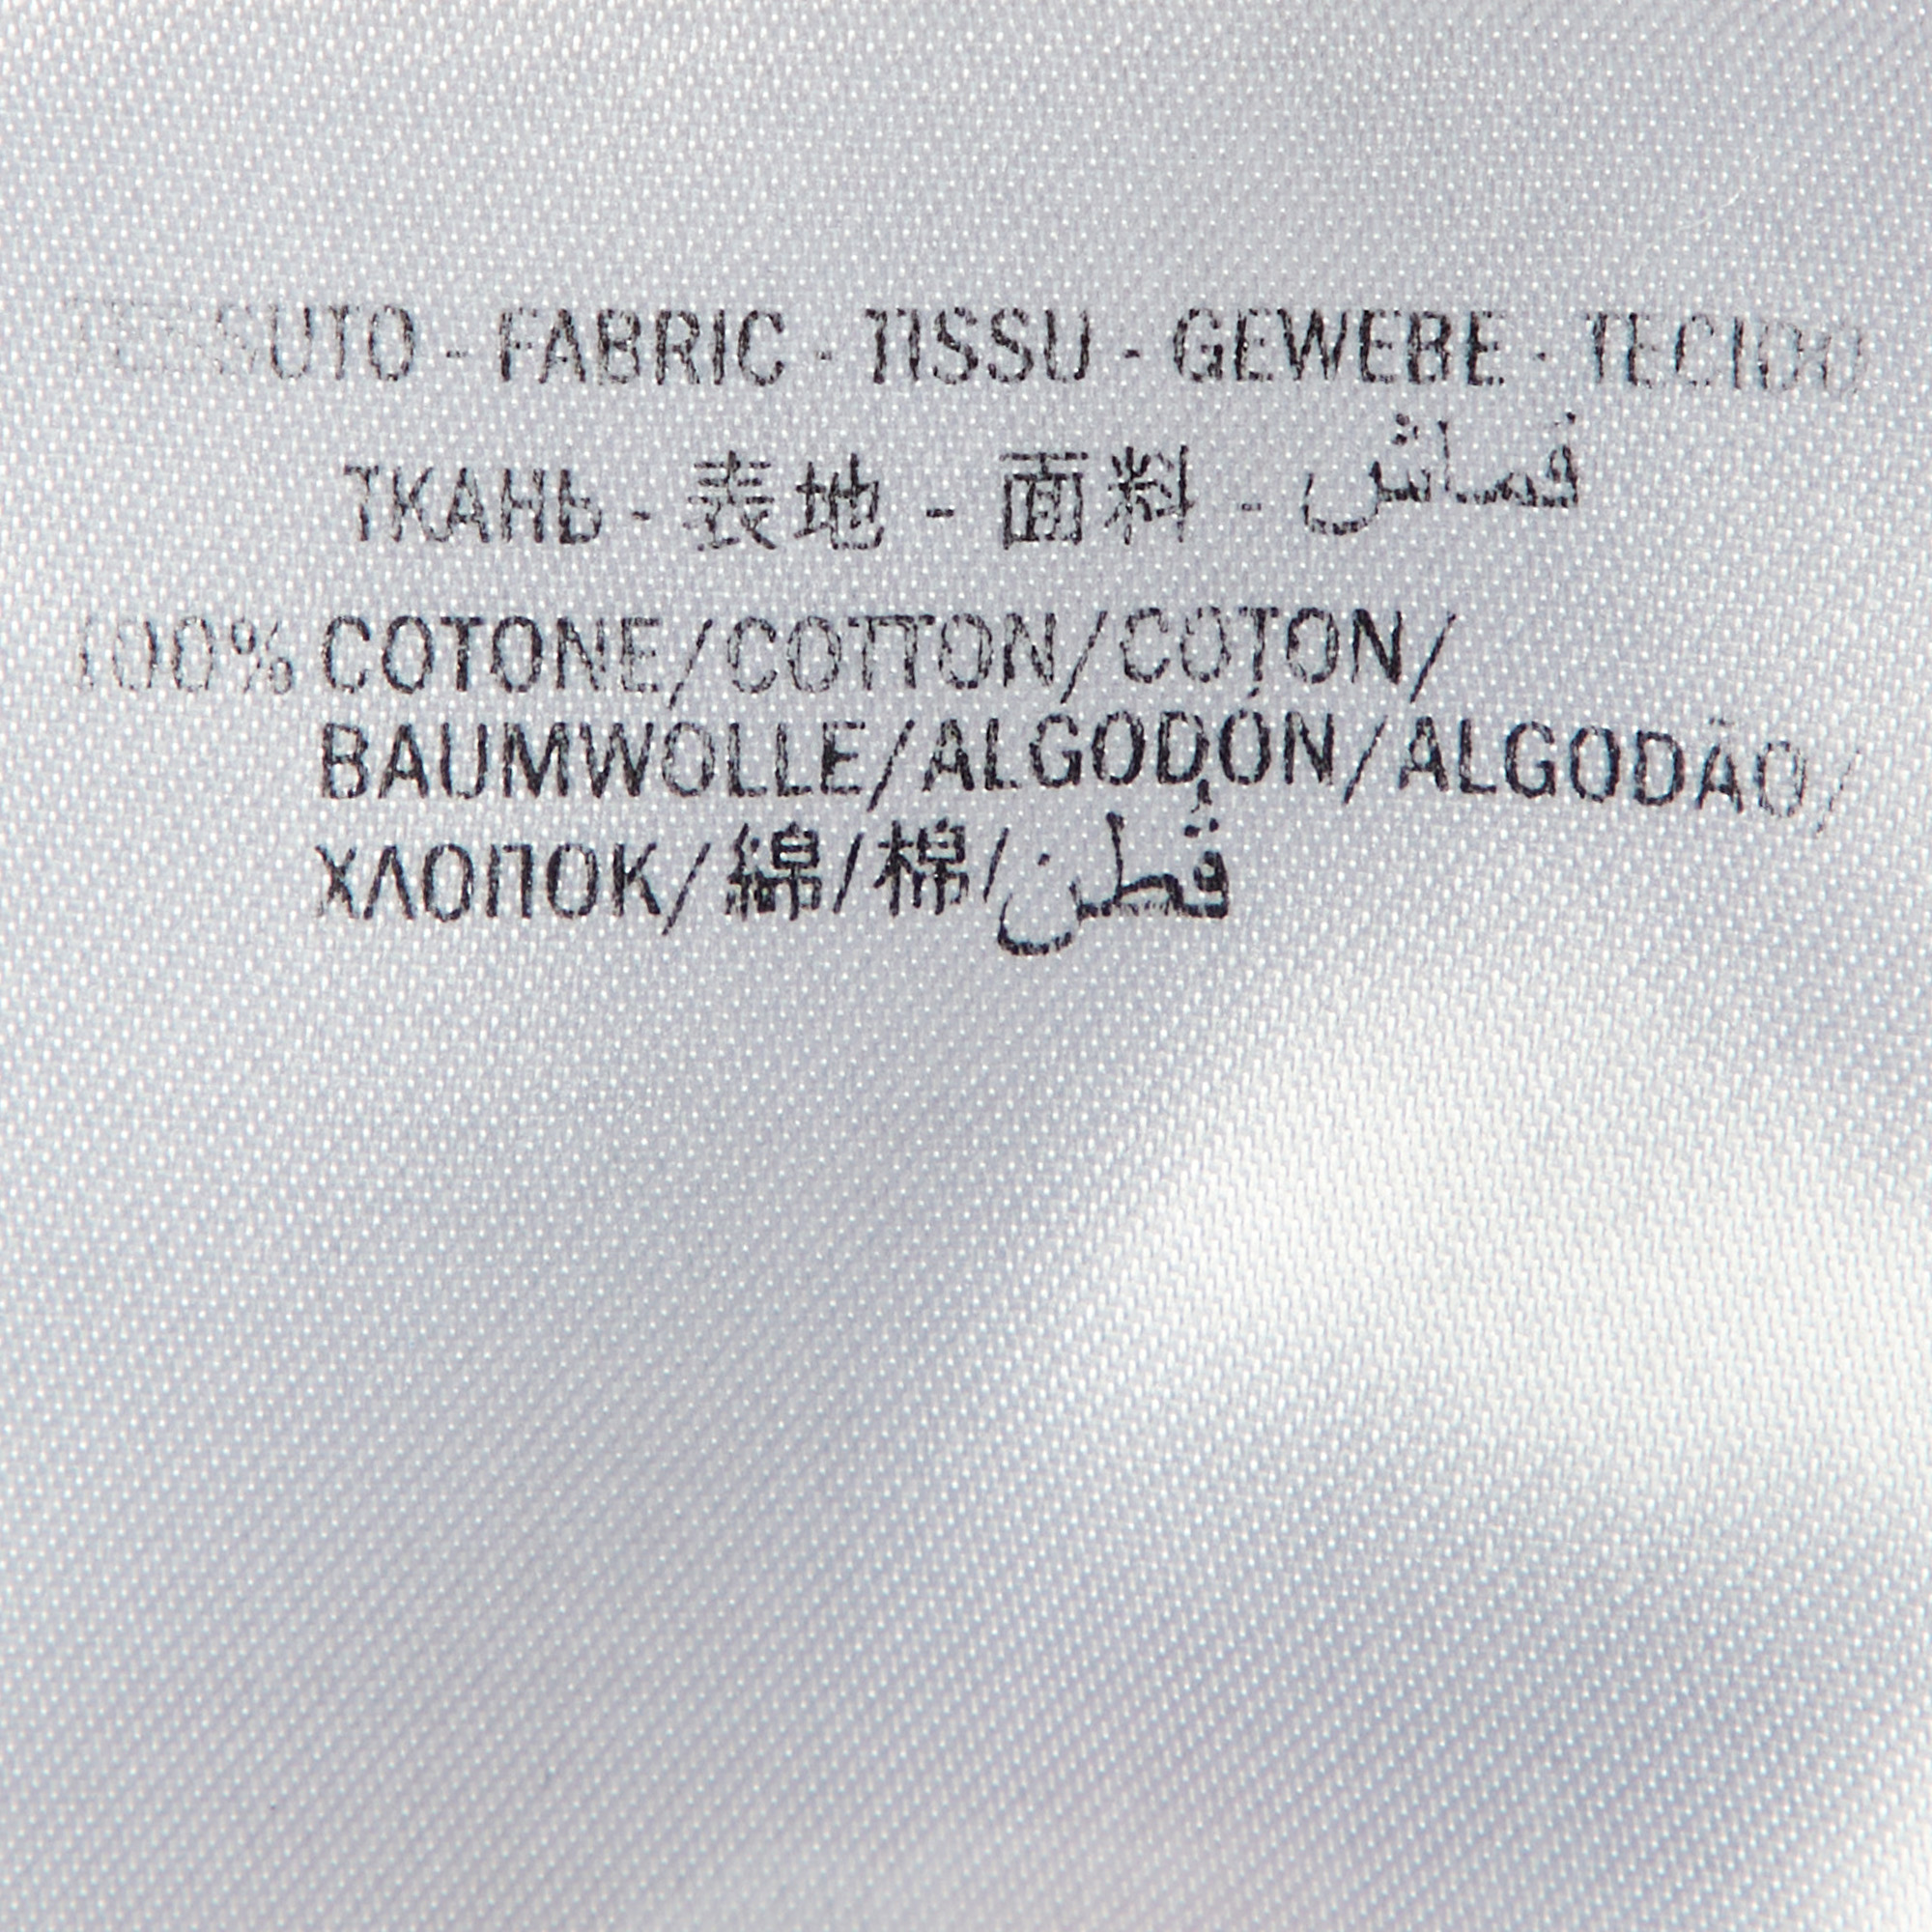 TESSUTO - FABRIC - TISSU - GEWEBE - TECIDO
ТКАНЬ - 表地 - 面料 - قماش
100% COTONE/COTTON/COTON/
BAUMWOLLE/ALGODÓN/ALGODÃO/
ХЛОПОК/綿/棉/قطن